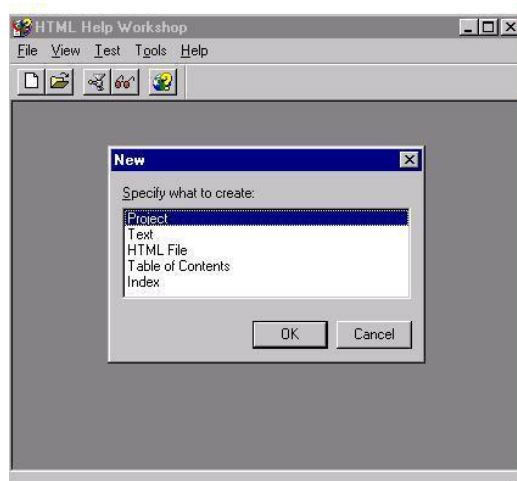 HTML Help Workshop
File View Test Tools Help
New
Specify what to create:
Project
Text
HTML File
Table of Contents
Index
OK Cancel